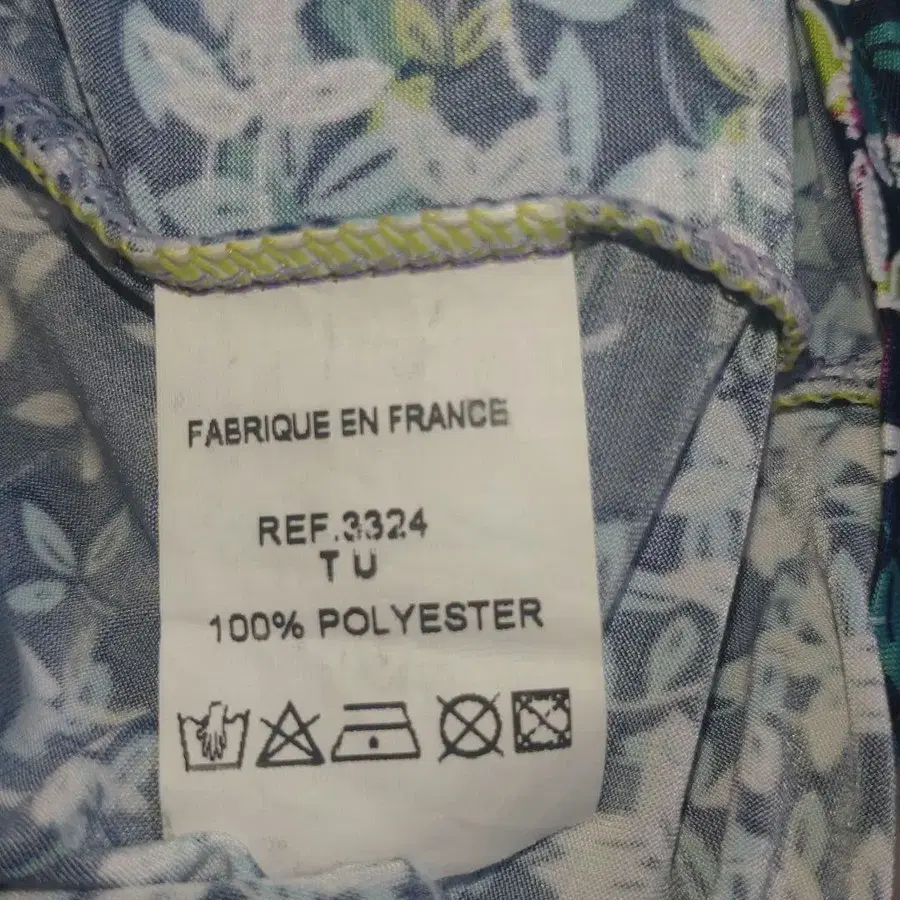 FABRIQUE EN FRANCE
REF.3324
T U
100% POLYESTER